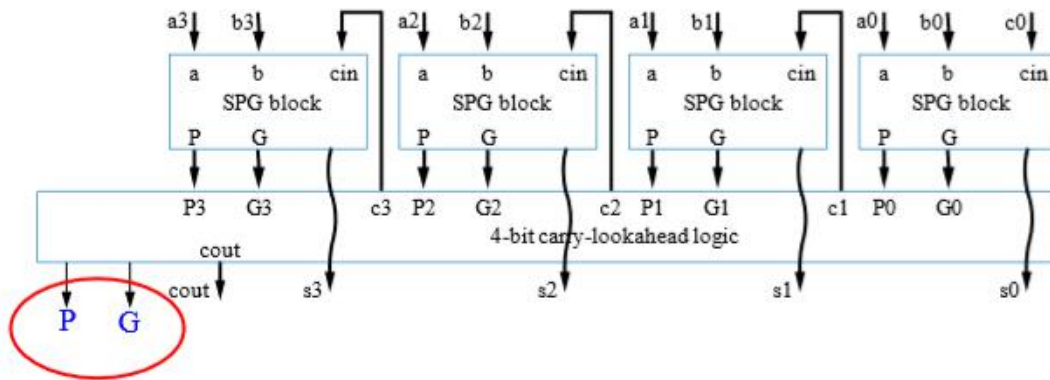 a3 b3 a2 b2 a1 b1 a0 b0 c0
a b cin a b cin a b cin a b cin
SPG block SPG block SPG block SPG block
P G P G P G P G
P3 G3 c3 P2 G2 c2 P1 G1 c1 P0 G0
4-bit carry-lookahead logic
cout
cout s3 s2 s1 s0
P G